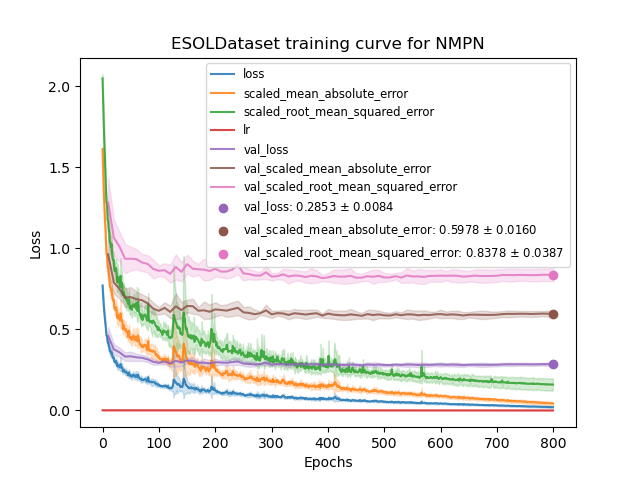 ESOLDataset training curve for NMPN
Loss
2.0
1.5
1.0
0.5
0.0
loss
scaled_mean_absolute_error
scaled_root_mean_squared_error
lr
val_loss
val_scaled_mean_absolute_error
val_scaled_root_mean_squared_error
val_loss: 0.2853 ± 0.0084
val_scaled_mean_absolute_error: 0.5978 ± 0.0160
val_scaled_root_mean_squared_error: 0.8378 ± 0.0387
0 100 200 300 400 500 600 700 800
Epochs